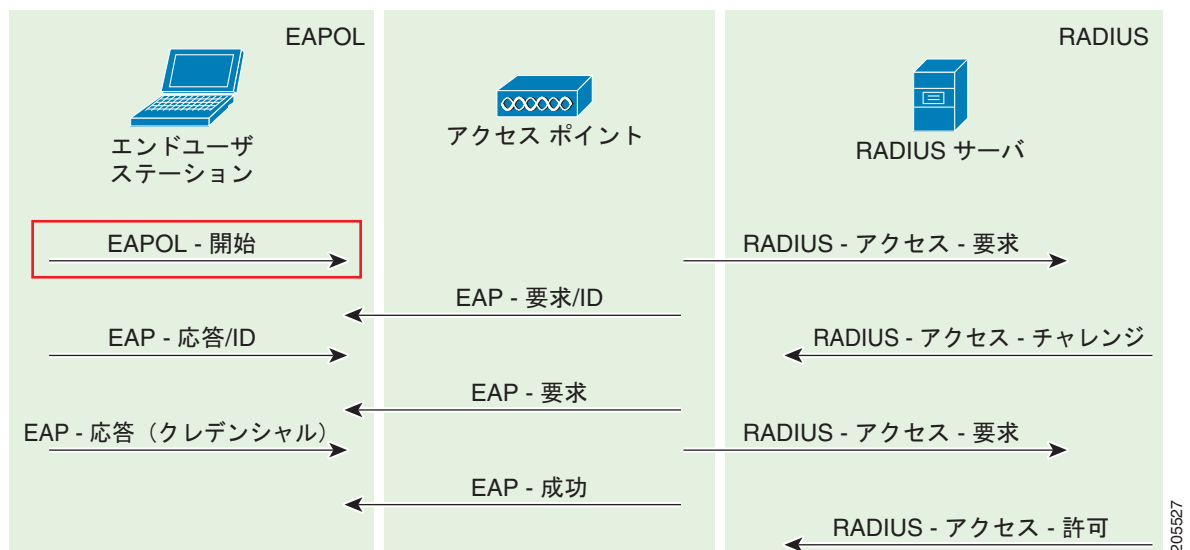 EAPOL
RADIUS
エンドユーザ
ステーション
アクセス ポイント
RADIUS サーバ
EAPOL - 開始
RADIUS - アクセス - 要求
EAP - 要求/ID
EAP - 応答/ID
RADIUS - アクセス - チャレンジ
EAP - 要求
EAP - 応答（クレデンシャル）
RADIUS - アクセス - 要求
EAP - 成功
RADIUS - アクセス - 許可
205527